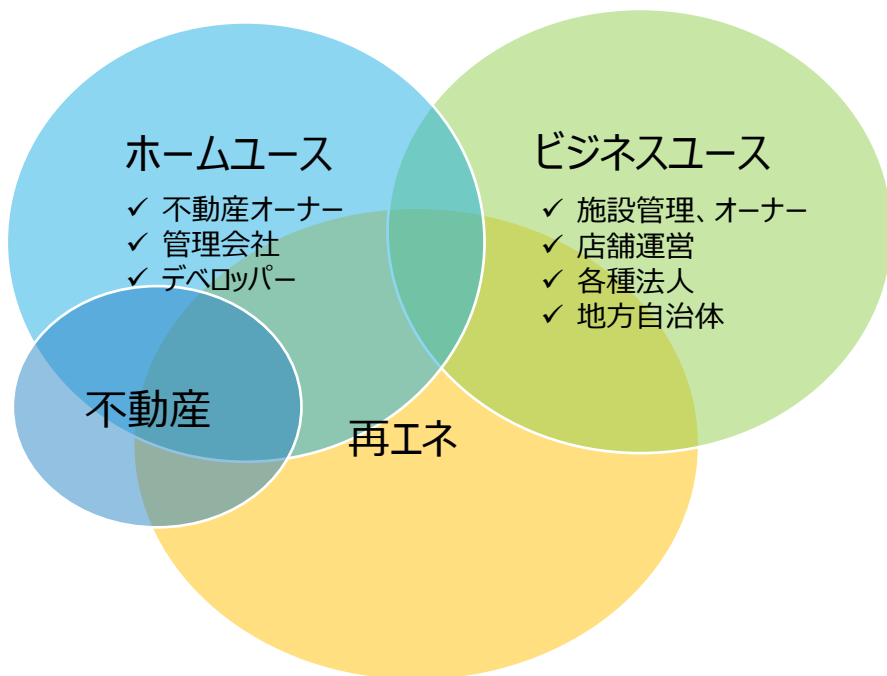 ホームユース
✓ 不動産オーナー
✓ 管理会社
✓ デベロッパー
ビジネスユース
✓ 施設管理、オーナー
✓ 店舗運営
✓ 各種法人
✓ 地方自治体
不動産
再エネ